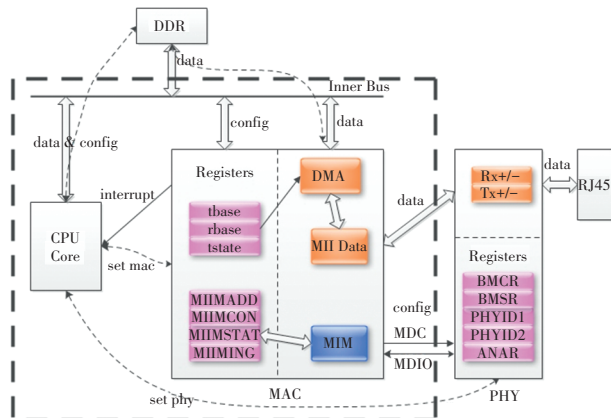 DDR
data
Inner Bus
data & config
config
data
interrupt
Registers
DMA
tbase
rbase
tstate
MII Data
CPU
Core
set mac
data
Rx+/−
Tx+/−
data
RJ45
Registers
BMCR
BMSR
PHYID1
PHYID2
ANAR
MIIMADD
MIIMCON
MIIMSTAT
MIIMING
MIM
config
MDC
MDIO
set phy
MAC
PHY